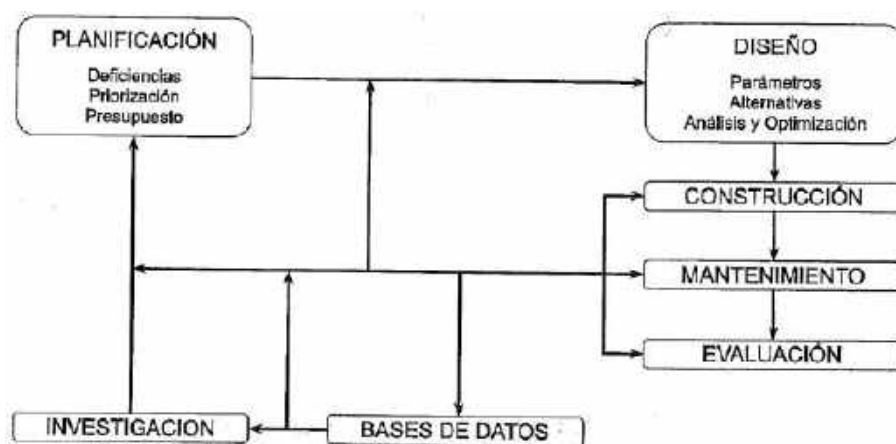 PLANIFICACIÓN
Deficiencias
Priorización
Presupuesto
DISEÑO
Parámetros
Alternativas
Análisis y Optimización
CONSTRUCCIÓN
MANTENIMIENTO
EVALUACIÓN
INVESTIGACION
BASES DE DATOS